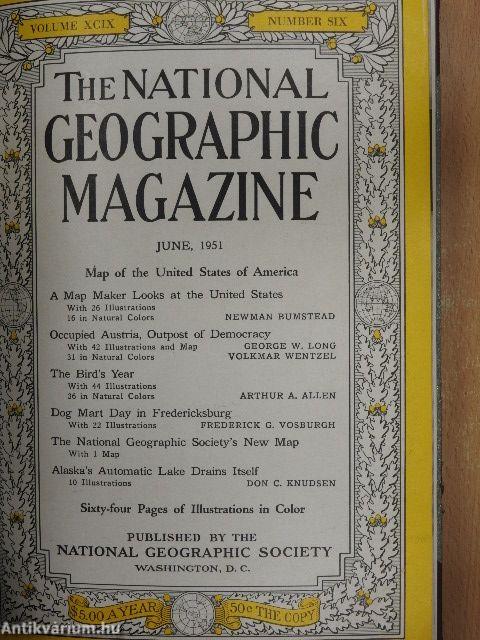 VOLUME XCIX NUMBER SIX
THE NATIONAL
GEOGRAPHIC
MAGAZINE
JUNE, 1951
Map of the United States of America
A Map Maker Looks at the United States
With 26 Illustrations
16 in Natural Colors NEWMAN BUMSTEAD
Occupied Austria, Outpost of Democracy
With 42 Illustrations and Map GEORGE W. LONG
31 in Natural Colors VOLKMAR WENTZEL
The Bird's Year
With 44 Illustrations
36 in Natural Colors ARTHUR A. ALLEN
Dog Mart Day in Fredericksburg
With 22 Illustrations FREDERICK G. VOSBURGH
The National Geographic Society's New Map
With 1 Map
Alaska's Automatic Lake Drains Itself
10 Illustrations DON C. KNUDSEN
Sixty-four Pages of Illustrations in Color
PUBLISHED BY THE
NATIONAL GEOGRAPHIC SOCIETY
WASHINGTON, D. C.
$5.00 A YEAR 50c THE COPY
Antikvárium.hu